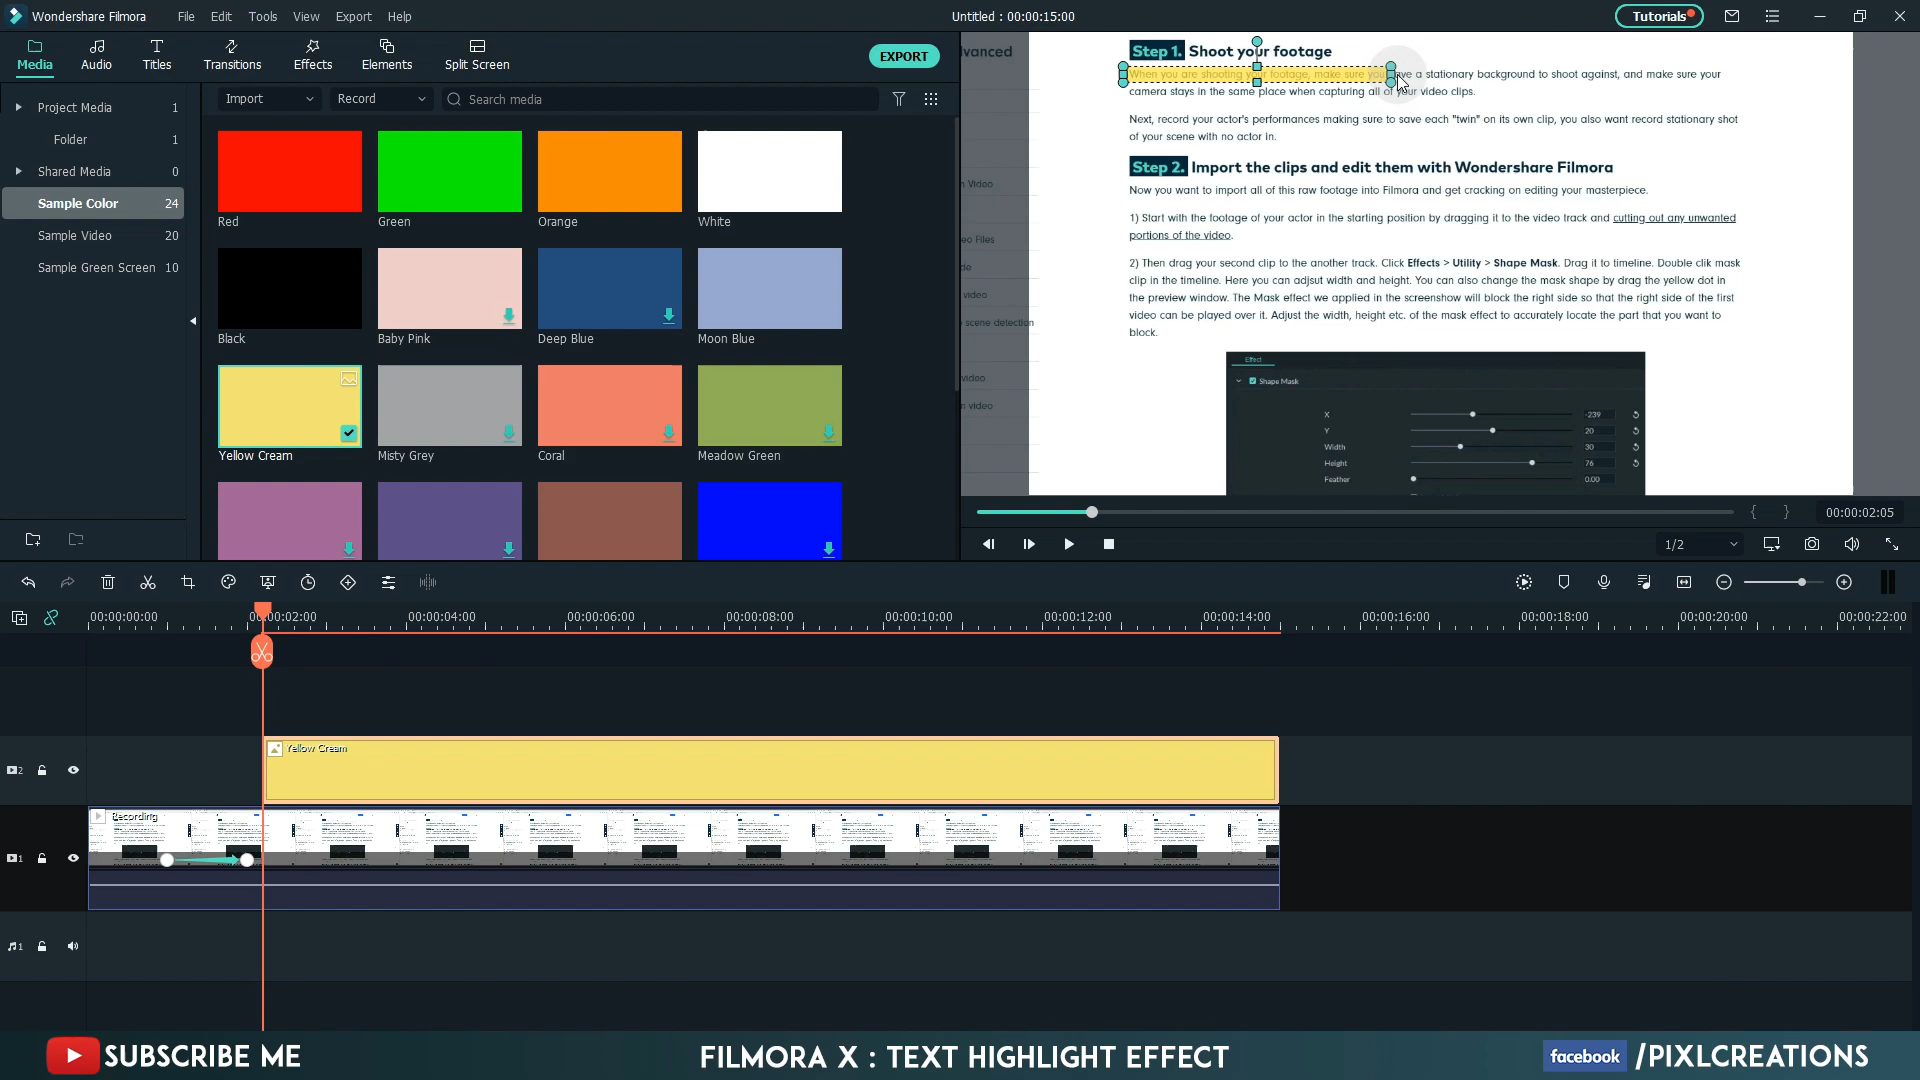 Wondershare Filmora
File Edit Tools View Export Help
Untitled : 00:00:15:00
Tutorials
Media Audio Titles Transitions Effects Elements Split Screen
EXPORT
Project Media 1
Folder 1
Shared Media 0
Sample Color 24
Sample Video 20
Sample Green Screen 10
Import Record Search media
Red Green Orange White
Black Baby Pink Deep Blue Moon Blue
Yellow Cream Misty Grey Coral Meadow Green
dvanced
n Video
eo Files
de
video
scene detection
video
n video
Step 1. Shoot your footage
When you are shooting your footage, make sure you have a stationary background to shoot against, and make sure your
camera stays in the same place when capturing all of your video clips.
Next, record your actor's performances making sure to save each "twin" on its own clip, you also want record stationary shot
of your scene with no actor in.
Step 2. Import the clips and edit them with Wondershare Filmora
Now you want to import all of this raw footage into Filmora and get cracking on editing your masterpiece.
1) Start with the footage of your actor in the starting position by dragging it to the video track and cutting out any unwanted
portions of the video.
2) Then drag your second clip to the another track. Click Effects > Utility > Shape Mask. Drag it to timeline. Double clik mask
clip in the timeline. Here you can adjsut width and height. You can also change the mask shape by drag the yellow dot in
the preview window. The Mask effect we applied in the screenshow will block the right side so that the right side of the first
video can be played over it. Adjust the width, height etc. of the mask effect to accurately locate the part that you want to
block.
Effect
Shape Mask
X -239
Y 20
Width 30
Height 76
Feather 0.00
{ } 00:00:02:05
1/2
00:00:00:00 00:00:02:00 00:00:04:00 00:00:06:00 00:00:08:00 00:00:10:00 00:00:12:00 00:00:14:00 00:00:16:00 00:00:18:00 00:00:20:00 00:00:22:00
2 Yellow Cream
Recording
1
1
SUBSCRIBE ME
FILMORA X : TEXT HIGHLIGHT EFFECT
facebook /PIXLCREATIONS